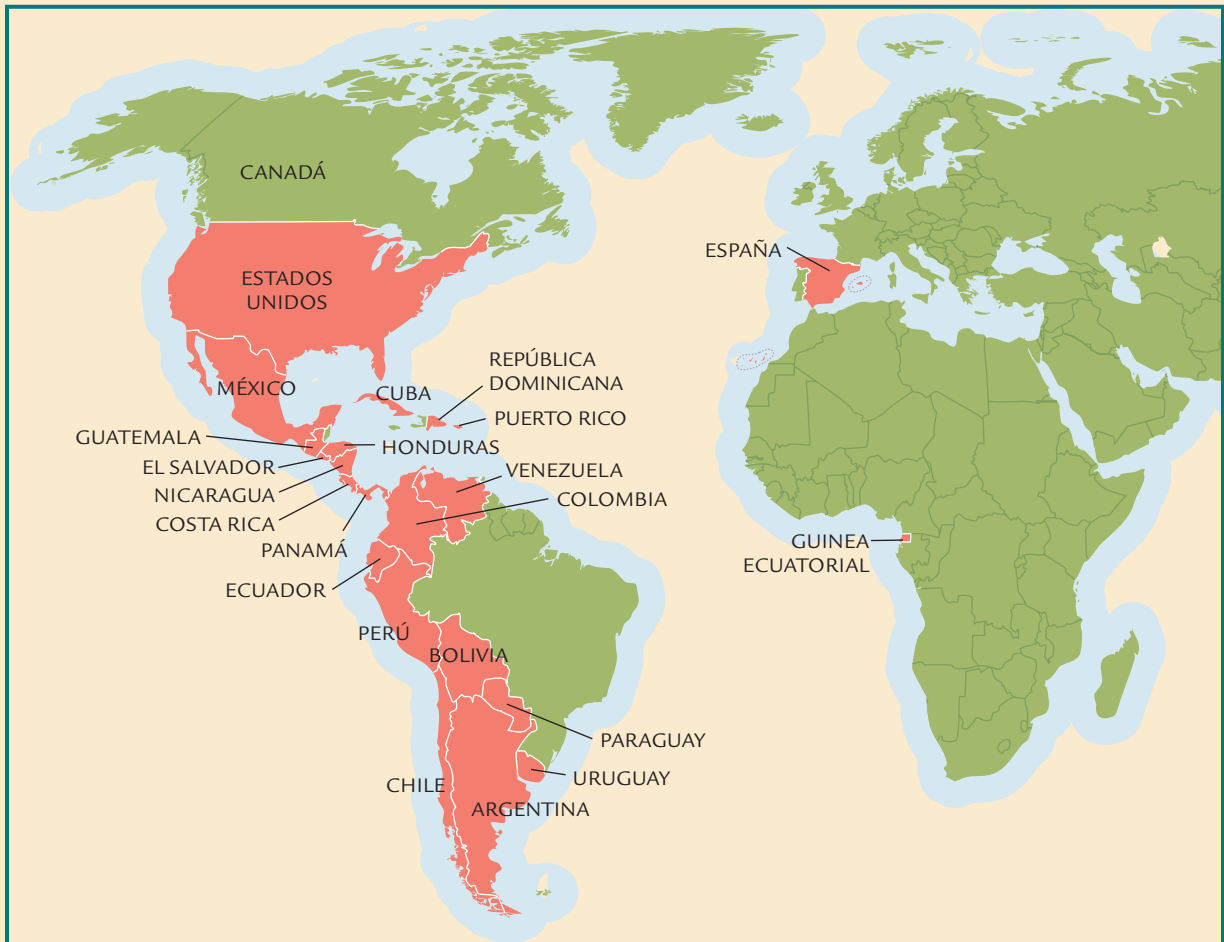 CANADÁ
ESTADOS
UNIDOS
MÉXICO
CUBA
REPÚBLICA
DOMINICANA
PUERTO RICO
GUATEMALA
HONDURAS
EL SALVADOR
NICARAGUA
COSTA RICA
PANAMÁ
VENEZUELA
COLOMBIA
ECUADOR
PERÚ
BOLIVIA
PARAGUAY
URUGUAY
CHILE
ARGENTINA
ESPAÑA
GUINEA
ECUATORIAL